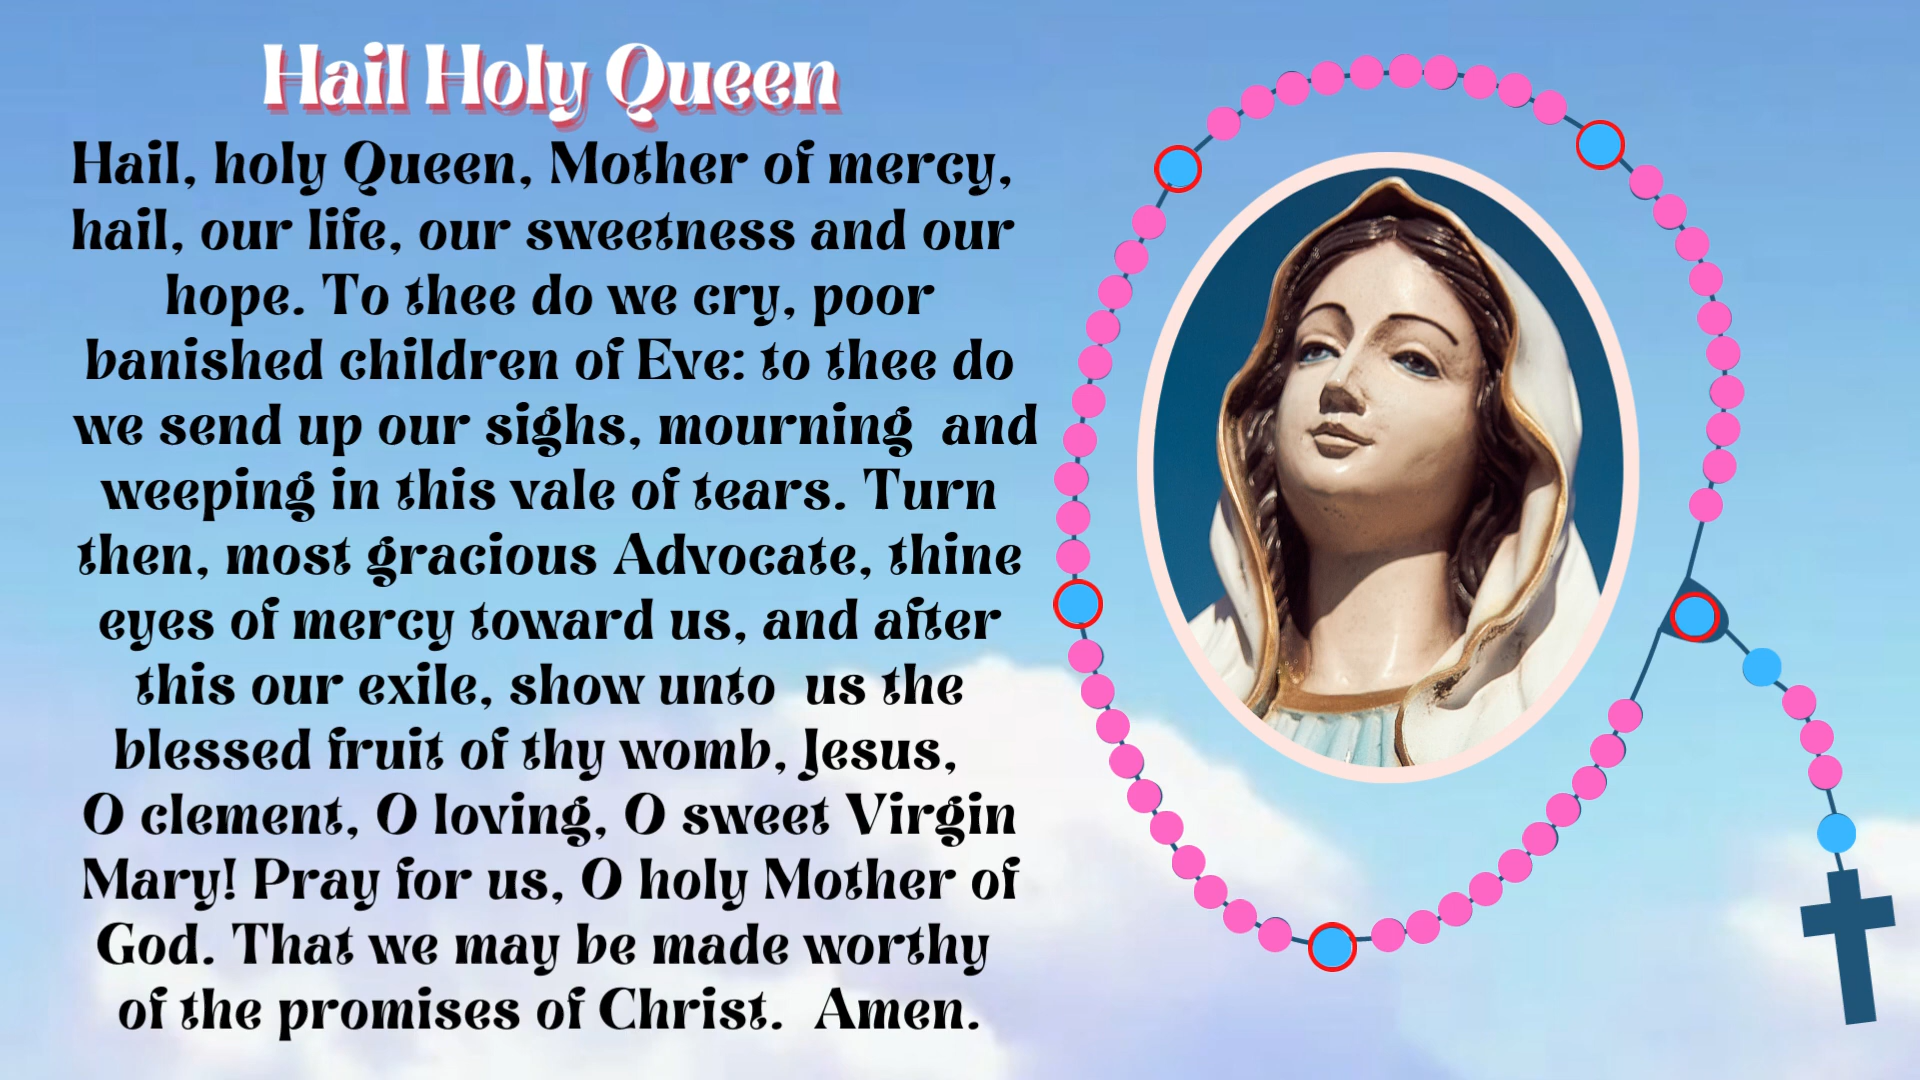 Hail Holy Queen
Hail, holy Queen, Mother of mercy,
hail, our life, our sweetness and our
hope. To thee do we cry, poor
banished children of Eve: to thee do
we send up our sighs, mourning  and
weeping in this vale of tears. Turn
then, most gracious Advocate, thine
eyes of mercy toward us, and after
this our exile, show unto  us the
blessed fruit of thy womb, Jesus,
O clement, O loving, O sweet Virgin
Mary! Pray for us, O holy Mother of
God. That we may be made worthy
of the promises of Christ.  Amen.